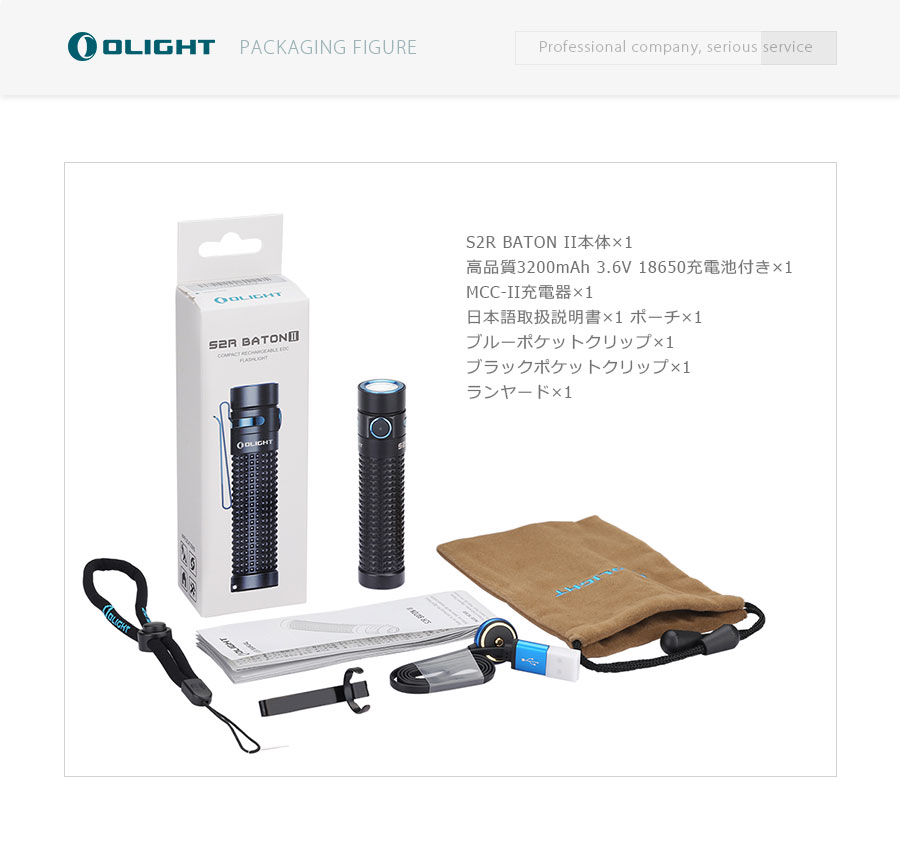 OLIGHT PACKAGING FIGURE Professional company, serious service
S2R BATON II本体×1
高品質3200mAh 3.6V 18650充電池付き×1
MCC-II充電器×1
日本語取扱説明書×1 ポーチ×1
ブルーポケットクリップ×1
ブラックポケットクリップ×1
ランヤード×1
OLIGHT
S2R BATON II
COMPACT RECHARGEABLE EDC
FLASHLIGHT
OLIGHT
S2R
OLIGHT
OLIGHT
S2R BATON II
OLIGHT